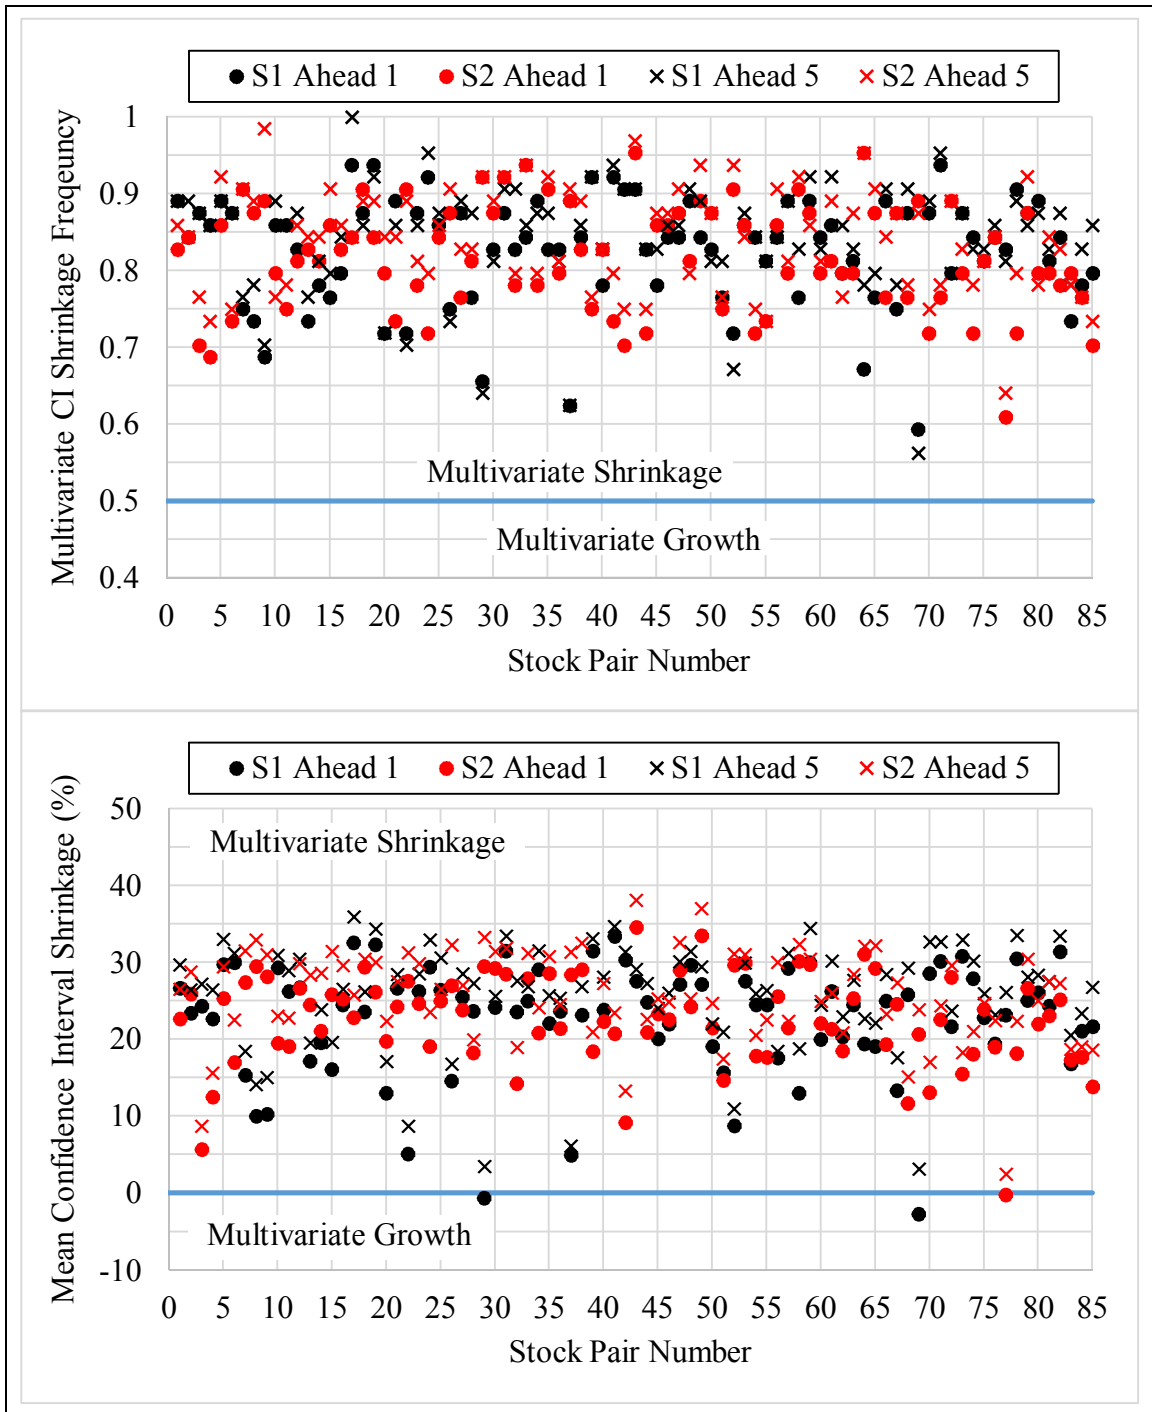 S1 Ahead 1 S2 Ahead 1 S1 Ahead 5 S2 Ahead 5
Multivariate CI Shrinkage Freqeuncy
1
0.9
0.8
0.7
0.6
0.5
0.4
Multivariate Shrinkage
Multivariate Growth
0 5 10 15 20 25 30 35 40 45 50 55 60 65 70 75 80 85
Stock Pair Number
S1 Ahead 1 S2 Ahead 1 S1 Ahead 5 S2 Ahead 5
Mean Confidence Interval Shrinkage (%)
50
40
30
20
10
0
-10
Multivariate Shrinkage
Multivariate Growth
0 5 10 15 20 25 30 35 40 45 50 55 60 65 70 75 80 85
Stock Pair Number